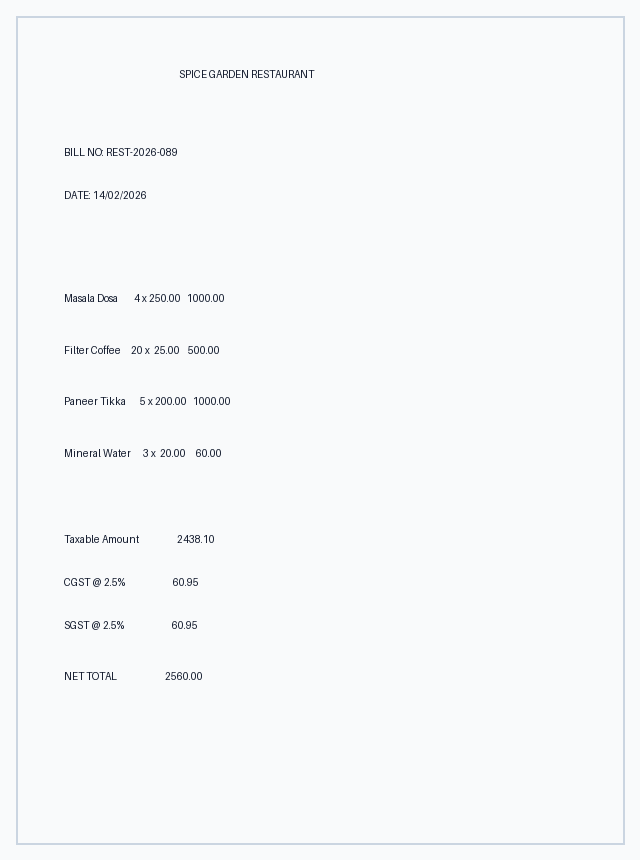 SPICE GARDEN RESTAURANT
BILL NO: REST-2026-089
DATE: 14/02/2026
Masala Dosa 4 x 250.00 1000.00
Filter Coffee 20 x 25.00 500.00
Paneer Tikka 5 x 200.00 1000.00
Mineral Water 3 x 20.00 60.00
Taxable Amount 2438.10
CGST @ 2.5% 60.95
SGST @ 2.5% 60.95
NET TOTAL 2560.00